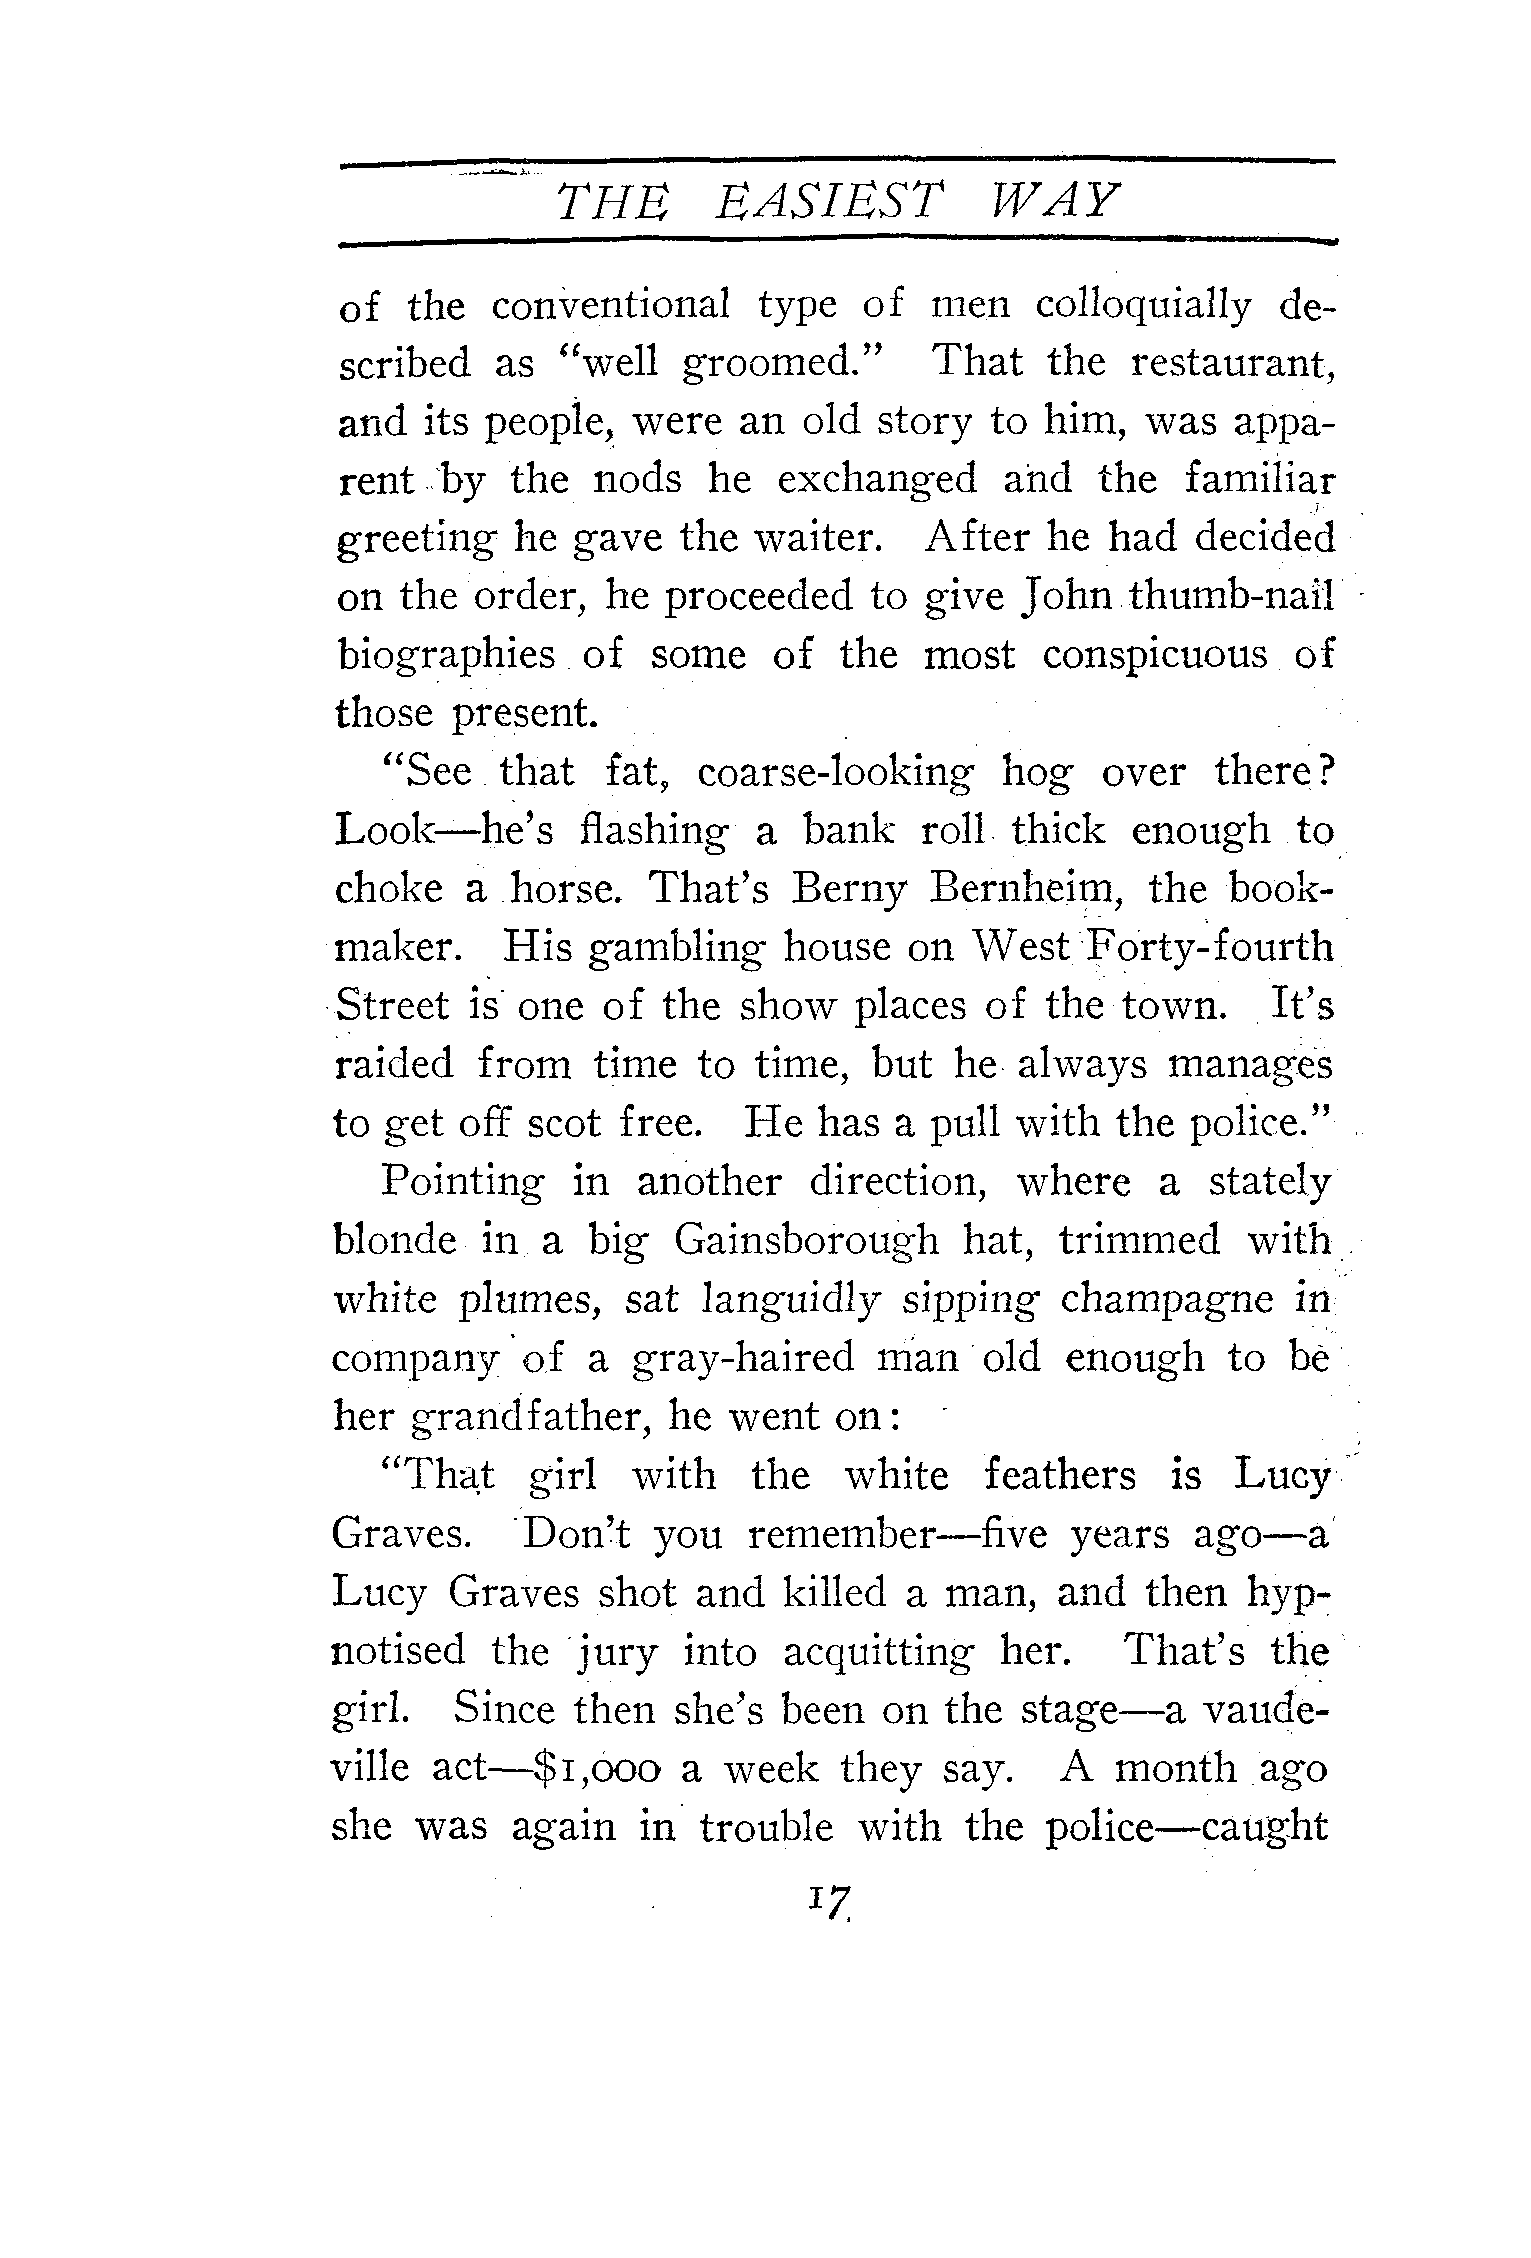 THE EASIEST WAY
of the conventional type of men colloquially de-
scribed as “well groomed.” That the restaurant,
and its people, were an old story to him, was appa-
rent by the nods he exchanged and the familiar
greeting he gave the waiter. After he had decided
on the order, he proceeded to give John thumb-nail
biographies of some of the most conspicuous of
those present.
“See that fat, coarse-looking hog over there?
Look—he’s flashing a bank roll thick enough to
choke a horse. That’s Berny Bernheim, the book-
maker. His gambling house on West Forty-fourth
Street is one of the show places of the town. It’s
raided from time to time, but he always manages
to get off scot free. He has a pull with the police.”
Pointing in another direction, where a stately
blonde in a big Gainsborough hat, trimmed with
white plumes, sat languidly sipping champagne in
company of a gray-haired man old enough to be
her grandfather, he went on:
“That girl with the white feathers is Lucy
Graves. Don’t you remember—five years ago—a
Lucy Graves shot and killed a man, and then hyp-
notised the jury into acquitting her. That’s the
girl. Since then she’s been on the stage—a vaude-
ville act—$1,000 a week they say. A month ago
she was again in trouble with the police—caught
17